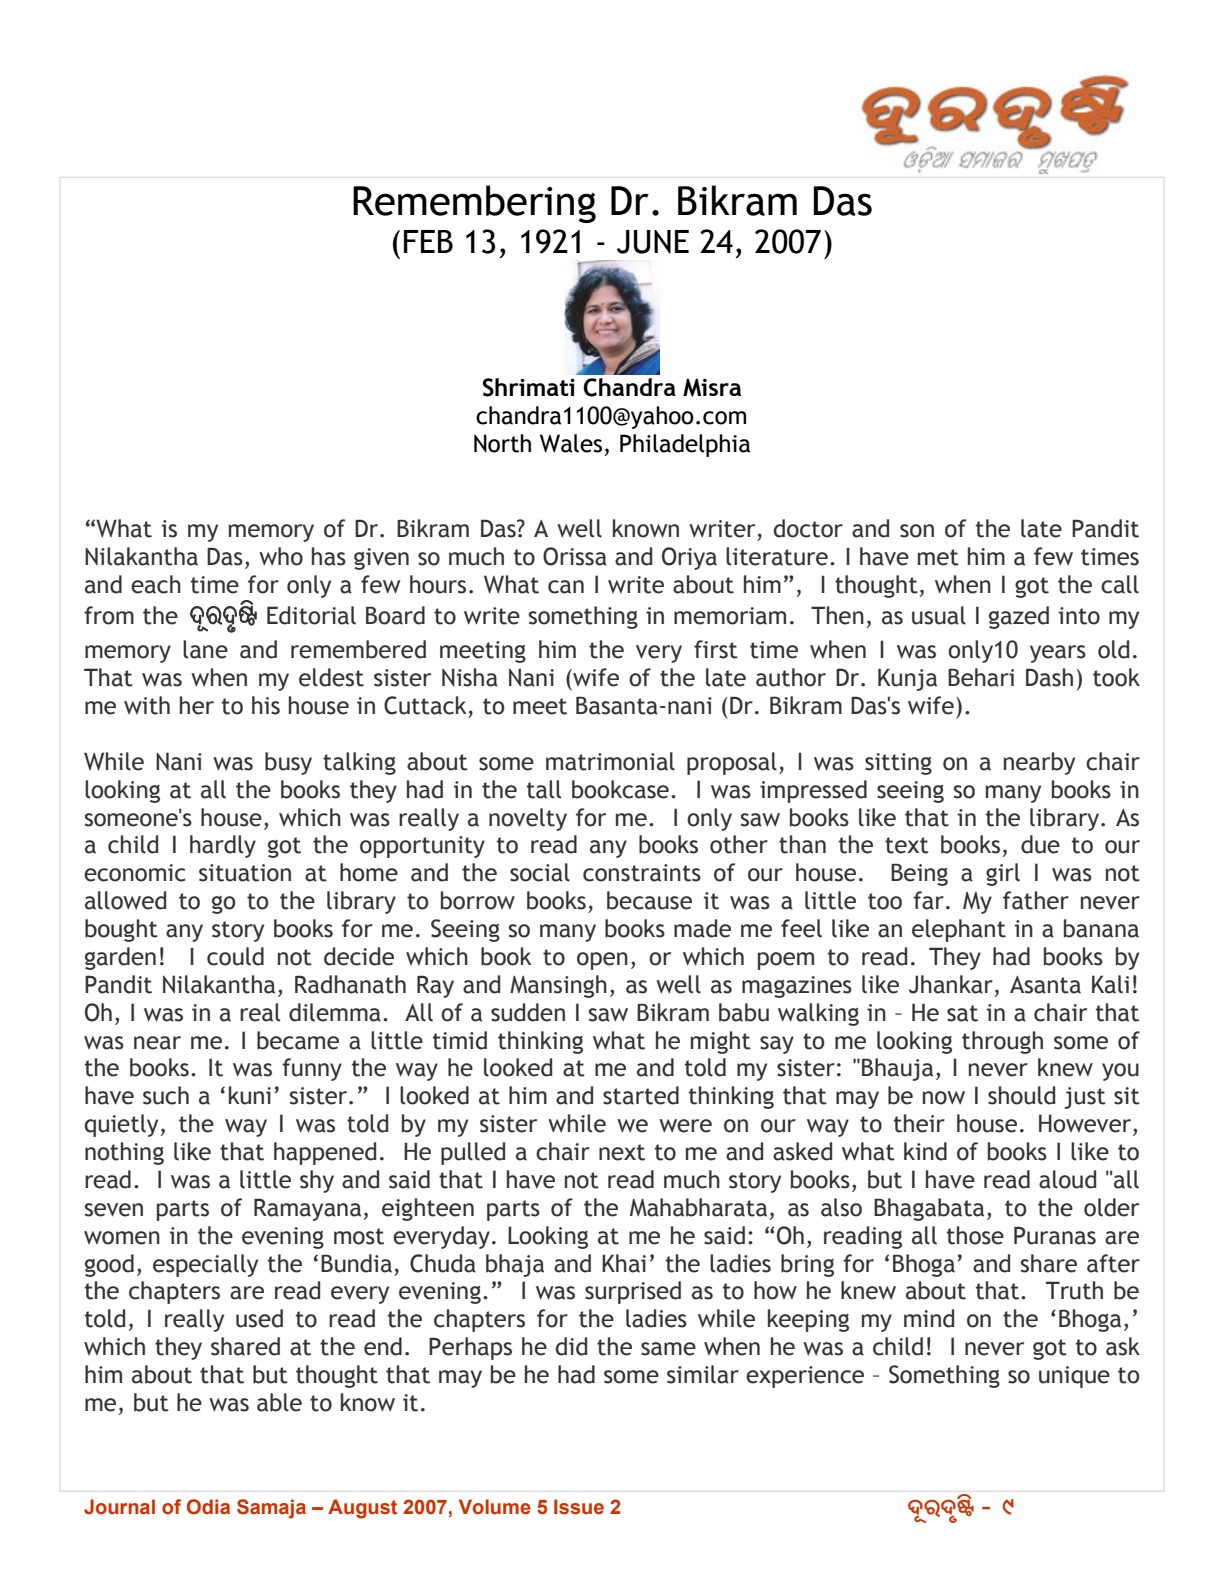 ଦୂରଦୃଷ୍ଟି
ଓଡ଼ିଆ ସମାଜର ମୁଖପତ୍ର
Remembering Dr. Bikram Das
(FEB 13, 1921 - JUNE 24, 2007)
Shrimati Chandra Misra
chandra1100@yahoo.com
North Wales, Philadelphia
“What is my memory of Dr. Bikram Das? A well known writer, doctor and son of the late Pandit
Nilakantha Das, who has given so much to Orissa and Oriya literature. I have met him a few times
and each time for only a few hours. What can I write about him”, I thought, when I got the call
from the ଦୂରଦୃଷ୍ଟି Editorial Board to write something in memoriam. Then, as usual I gazed into my
memory lane and remembered meeting him the very first time when I was only10 years old.
That was when my eldest sister Nisha Nani (wife of the late author Dr. Kunja Behari Dash) took
me with her to his house in Cuttack, to meet Basanta-nani (Dr. Bikram Das's wife).
While Nani was busy talking about some matrimonial proposal, I was sitting on a nearby chair
looking at all the books they had in the tall bookcase. I was impressed seeing so many books in
someone's house, which was really a novelty for me. I only saw books like that in the library. As
a child I hardly got the opportunity to read any books other than the text books, due to our
economic situation at home and the social constraints of our house. Being a girl I was not
allowed to go to the library to borrow books, because it was a little too far. My father never
bought any story books for me. Seeing so many books made me feel like an elephant in a banana
garden! I could not decide which book to open, or which poem to read. They had books by
Pandit Nilakantha, Radhanath Ray and Mansingh, as well as magazines like Jhankar, Asanta Kali!
Oh, I was in a real dilemma. All of a sudden I saw Bikram babu walking in – He sat in a chair that
was near me. I became a little timid thinking what he might say to me looking through some of
the books. It was funny the way he looked at me and told my sister: "Bhauja, I never knew you
have such a ‘kuni’ sister.” I looked at him and started thinking that may be now I should just sit
quietly, the way I was told by my sister while we were on our way to their house. However,
nothing like that happened. He pulled a chair next to me and asked what kind of books I like to
read. I was a little shy and said that I have not read much story books, but I have read aloud "all
seven parts of Ramayana, eighteen parts of the Mahabharata, as also Bhagabata, to the older
women in the evening most everyday. Looking at me he said: “Oh, reading all those Puranas are
good, especially the ‘Bundia, Chuda bhaja and Khai’ the ladies bring for ‘Bhoga’ and share after
the chapters are read every evening.” I was surprised as to how he knew about that. Truth be
told, I really used to read the chapters for the ladies while keeping my mind on the ‘Bhoga,’
which they shared at the end. Perhaps he did the same when he was a child! I never got to ask
him about that but thought that may be he had some similar experience – Something so unique to
me, but he was able to know it.
Journal of Odia Samaja – August 2007, Volume 5 Issue 2 ଦୂରଦୃଷ୍ଟି - ୯